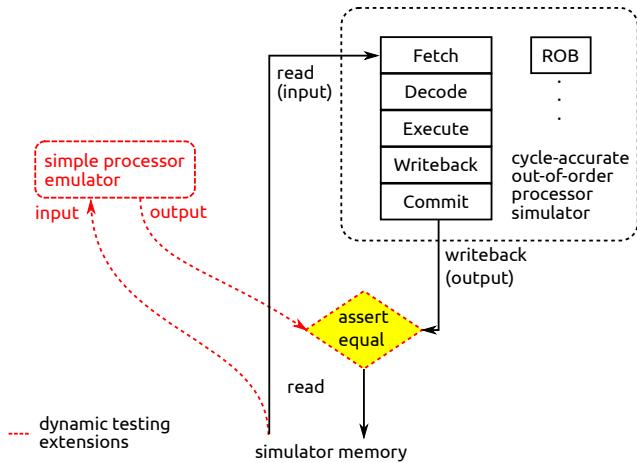 Fetch
ROB
read
(input)
Decode
.
.
.
Execute
simple processor
emulator
Writeback
cycle-accurate
out-of-order
processor
simulator
Commit
input
output
writeback
(output)
assert
equal
read
dynamic testing
extensions
simulator memory